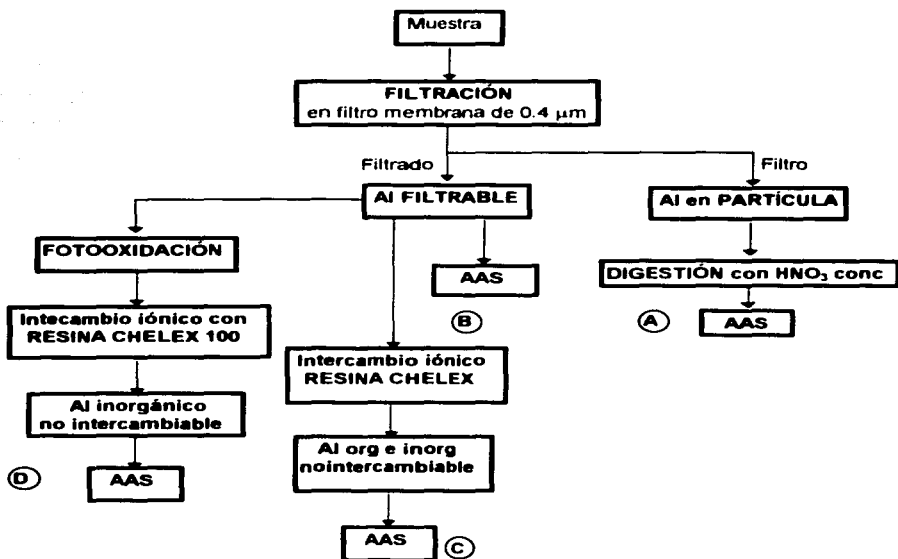 Muestra
FILTRACIÓN
en filtro membrana de 0.4 μm
Filtrado
Filtro
Al FILTRABLE
Al en PARTÍCULA
FOTOOXIDACIÓN
AAS
DIGESTIÓN con HNO₃ conc
B
A
AAS
Intecambio iónico con
RESINA CHELEX 100
Intercambio iónico
RESINA CHELEX
Al inorgánico
no intercambiable
Al org e inorg
nointercambiable
D
AAS
AAS
C